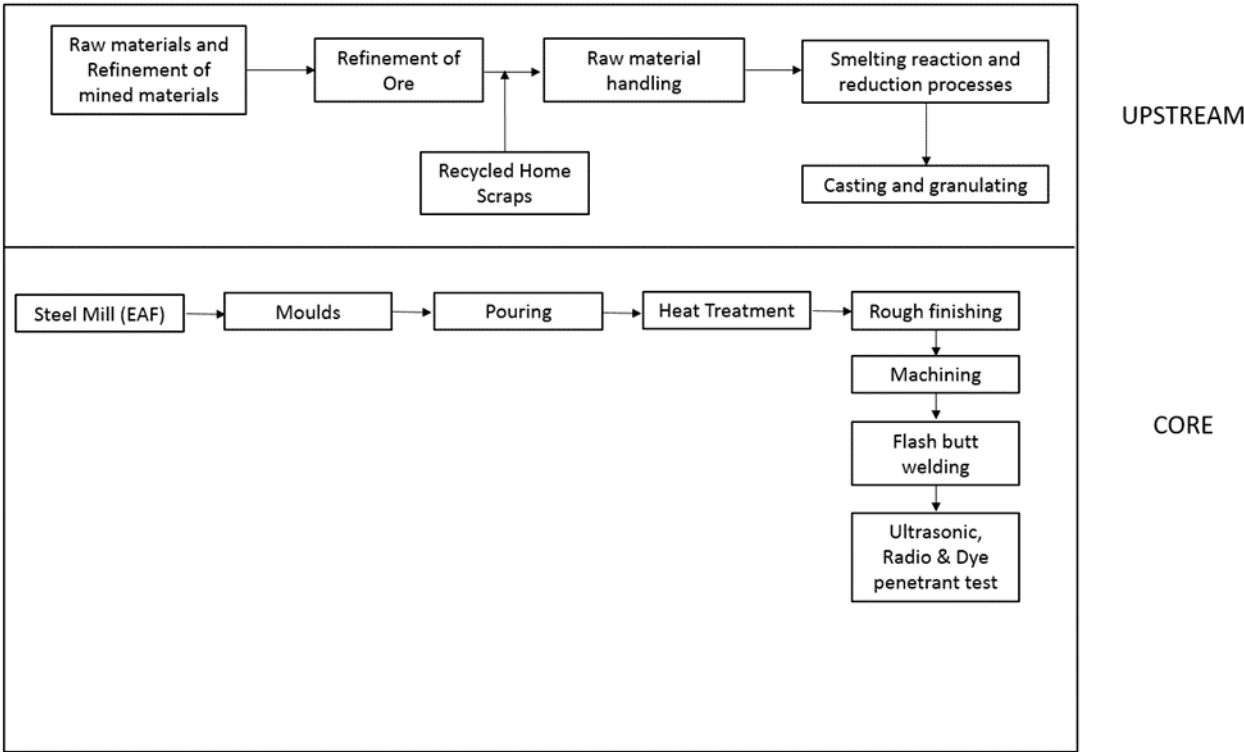 Raw materials and
Refinement of
mined materials
Refinement of
Ore
Raw material
handling
Smelting reaction and
reduction processes
UPSTREAM
Recycled Home
Scraps
Casting and granulating
Steel Mill (EAF)
Moulds
Pouring
Heat Treatment
Rough finishing
Machining
CORE
Flash butt
welding
Ultrasonic,
Radio & Dye
penetrant test